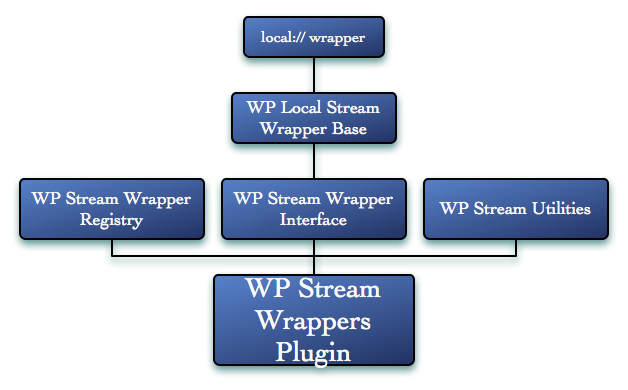 local:// wrapper
WP Local Stream
Wrapper Base
WP Stream Wrapper
Registry
WP Stream Wrapper
Interface
WP Stream Utilities
WP Stream
Wrappers
Plugin